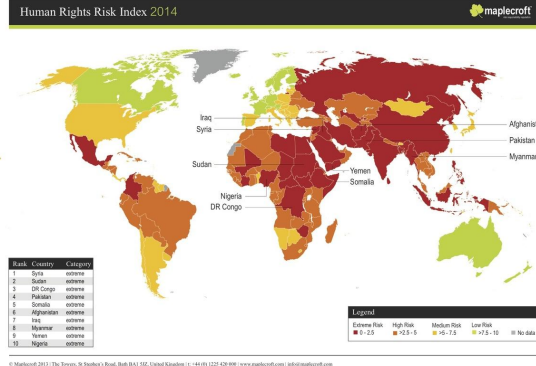 Human Rights Risk Index 2014
maplecroft
Iraq
Syria
Sudan
Nigeria
DR Congo
Yemen
Somalia
Afghanist
Pakistan
Myanmar
Rank Country Category
1 Syria extreme
2 Sudan extreme
3 DR Congo extreme
4 Pakistan extreme
5 Somalia extreme
6 Afghanistan extreme
7 Iraq extreme
8 Myanmar extreme
9 Yemen extreme
10 Nigeria extreme
Legend
Extreme Risk High Risk Medium Risk Low Risk
0 - 2.5 >2.5 - 5 >5 - 7.5 >7.5 - 10 No data
© Maplecroft 2013 | The Towers, St Stephen's Road, Bath BA1 5JZ, United Kingdom | t: +44 (0) 1225 420 000 | www.maplecroft.com | info@maplecroft.com